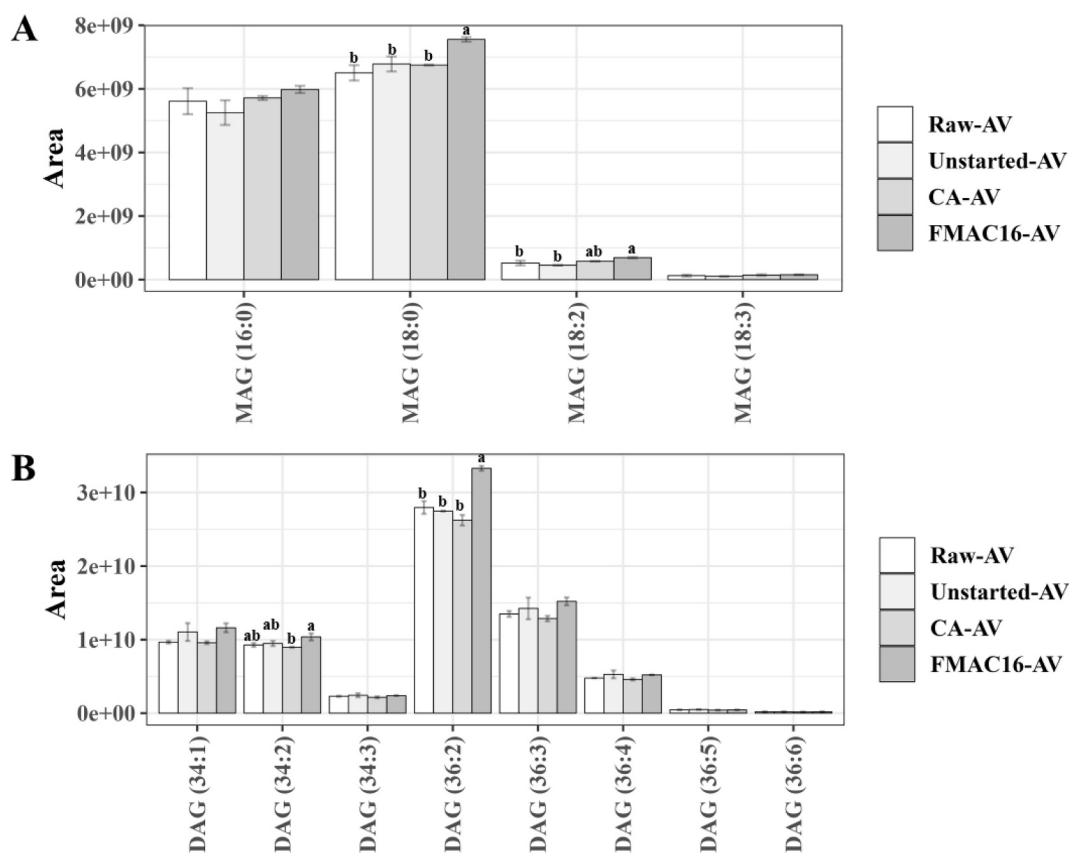 A
Area
8e+09
6e+09
4e+09
2e+09
0e+00
b b b a
b b ab a
MAG (16:0)
MAG (18:0)
MAG (18:2)
MAG (18:3)
Raw-AV
Unstarted-AV
CA-AV
FMAC16-AV
B
Area
3e+10
2e+10
1e+10
0e+00
ab ab b a
b b b a
DAG (34:1)
DAG (34:2)
DAG (34:3)
DAG (36:2)
DAG (36:3)
DAG (36:4)
DAG (36:5)
DAG (36:6)
Raw-AV
Unstarted-AV
CA-AV
FMAC16-AV